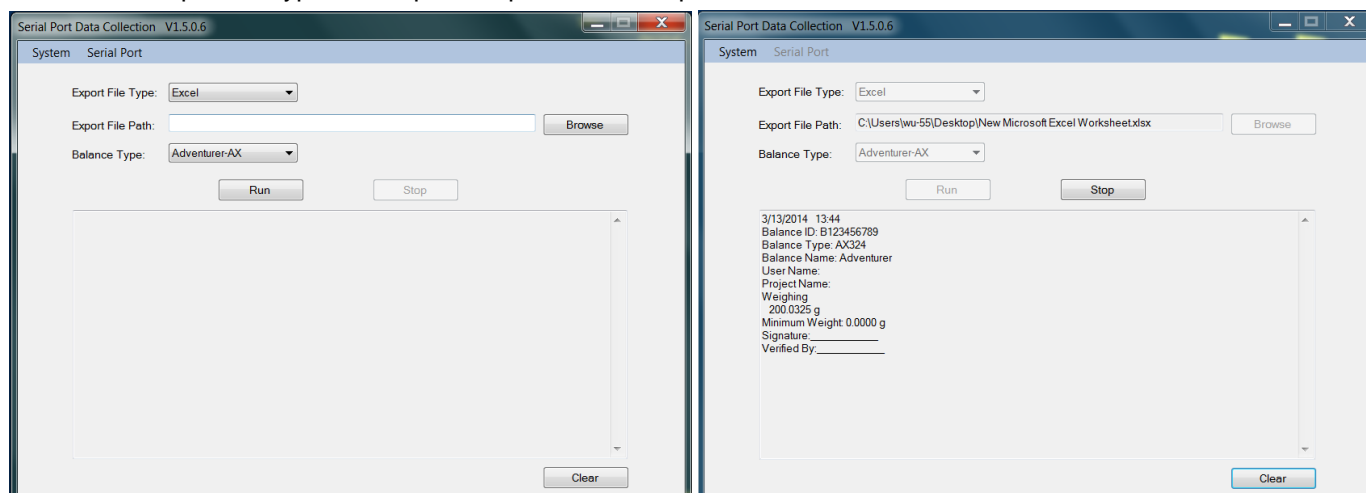 Serial Port Data Collection V1.5.0.6
System Serial Port
Export File Type: Excel
Export File Path: Browse
Balance Type: Adventurer-AX
Run Stop
Clear
Serial Port Data Collection V1.5.0.6
System Serial Port
Export File Type: Excel
Export File Path: C:\Users\wu-55\Desktop\New Microsoft Excel Worksheet.xlsx Browse
Balance Type: Adventurer-AX
Run Stop
3/13/2014 13:44
Balance ID: B123456789
Balance Type: AX324
Balance Name: Adventurer
User Name:
Project Name:
Weighing
200.0325 g
Minimum Weight: 0.0000 g
Signature:____________
Verified By:____________
Clear